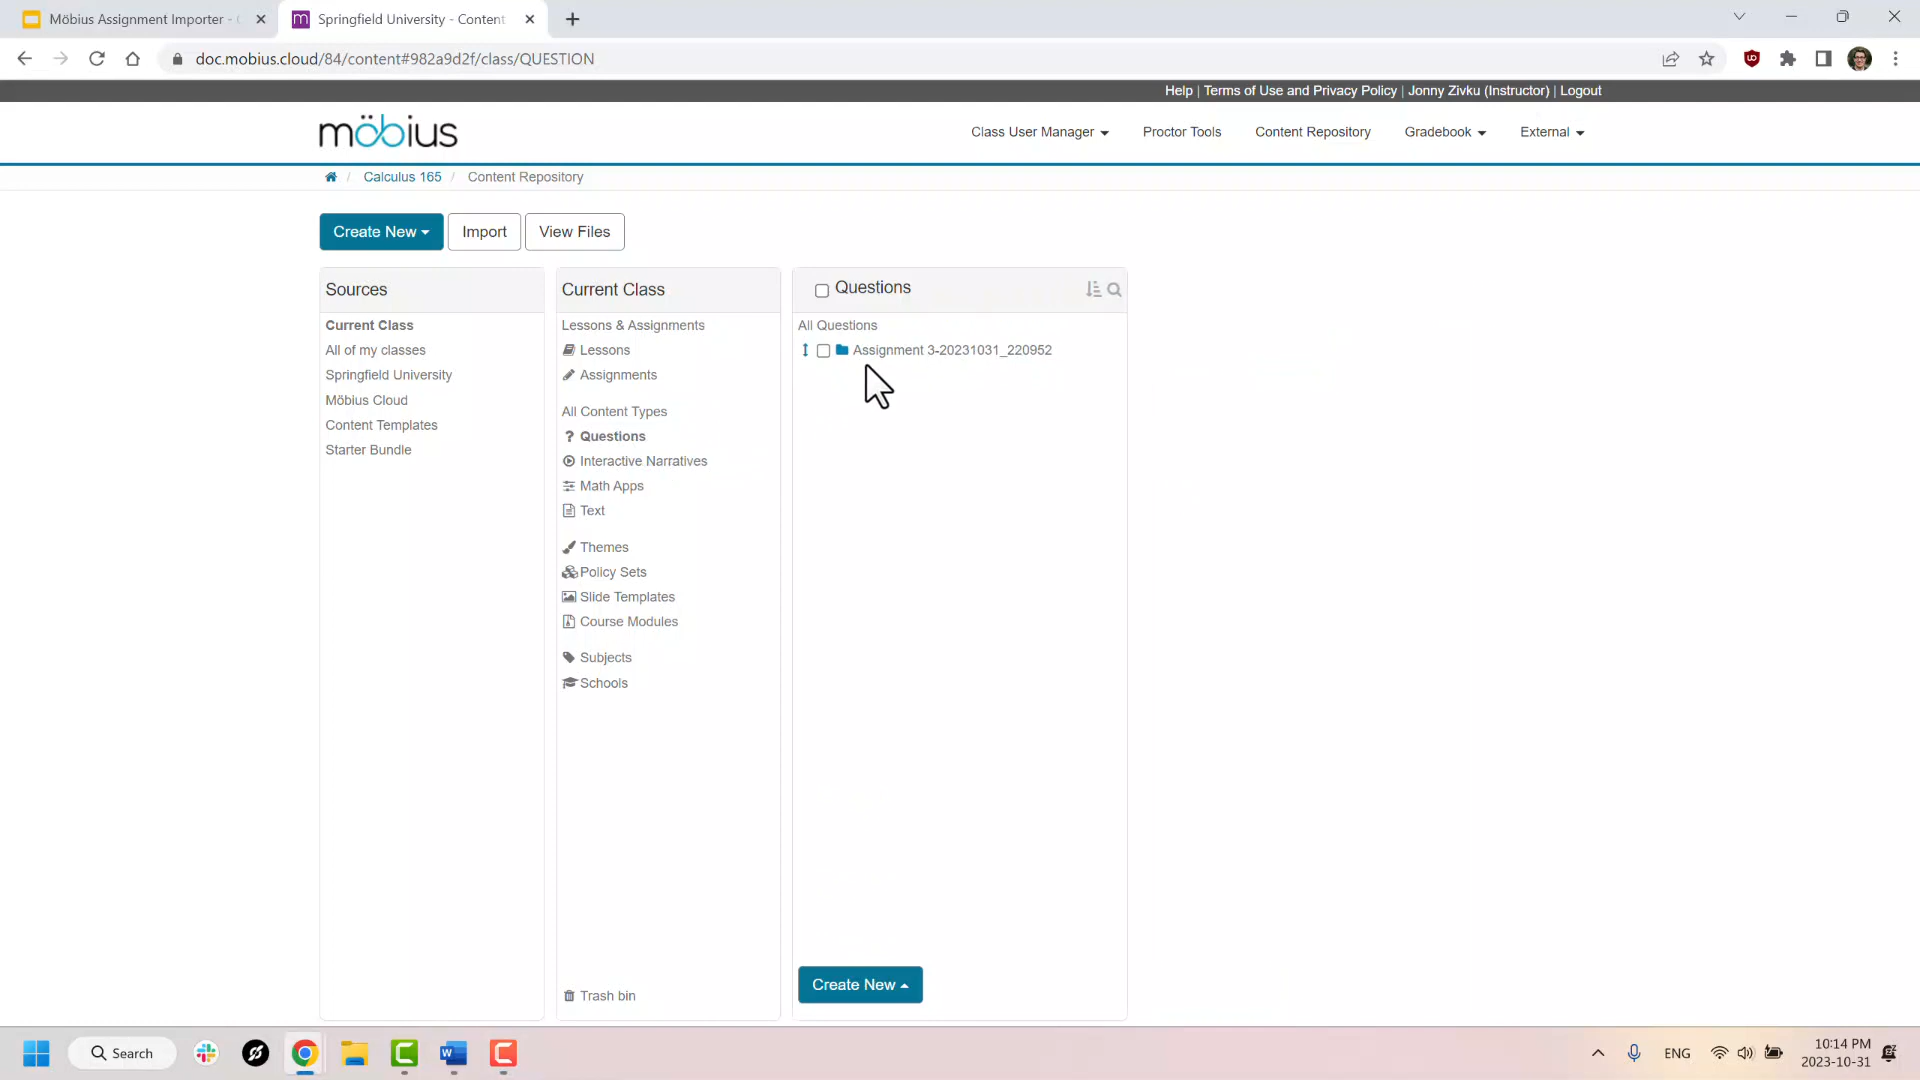 Möbius Assignment Importer -
Springfield University - Content
doc.mobius.cloud/84/content#982a9d2f/class/QUESTION
Help | Terms of Use and Privacy Policy | Jonny Zivku (Instructor) | Logout
möbius
Class User Manager
Proctor Tools
Content Repository
Gradebook
External
Calculus 165 / Content Repository
Create New
Import
View Files
Sources
Current Class
All of my classes
Springfield University
Möbius Cloud
Content Templates
Starter Bundle
Current Class
Lessons & Assignments
Lessons
Assignments
All Content Types
? Questions
Interactive Narratives
Math Apps
Text
Themes
Policy Sets
Slide Templates
Course Modules
Subjects
Schools
Trash bin
Questions
All Questions
Assignment 3-20231031_220952
Create New
Search
ENG
10:14 PM
2023-10-31